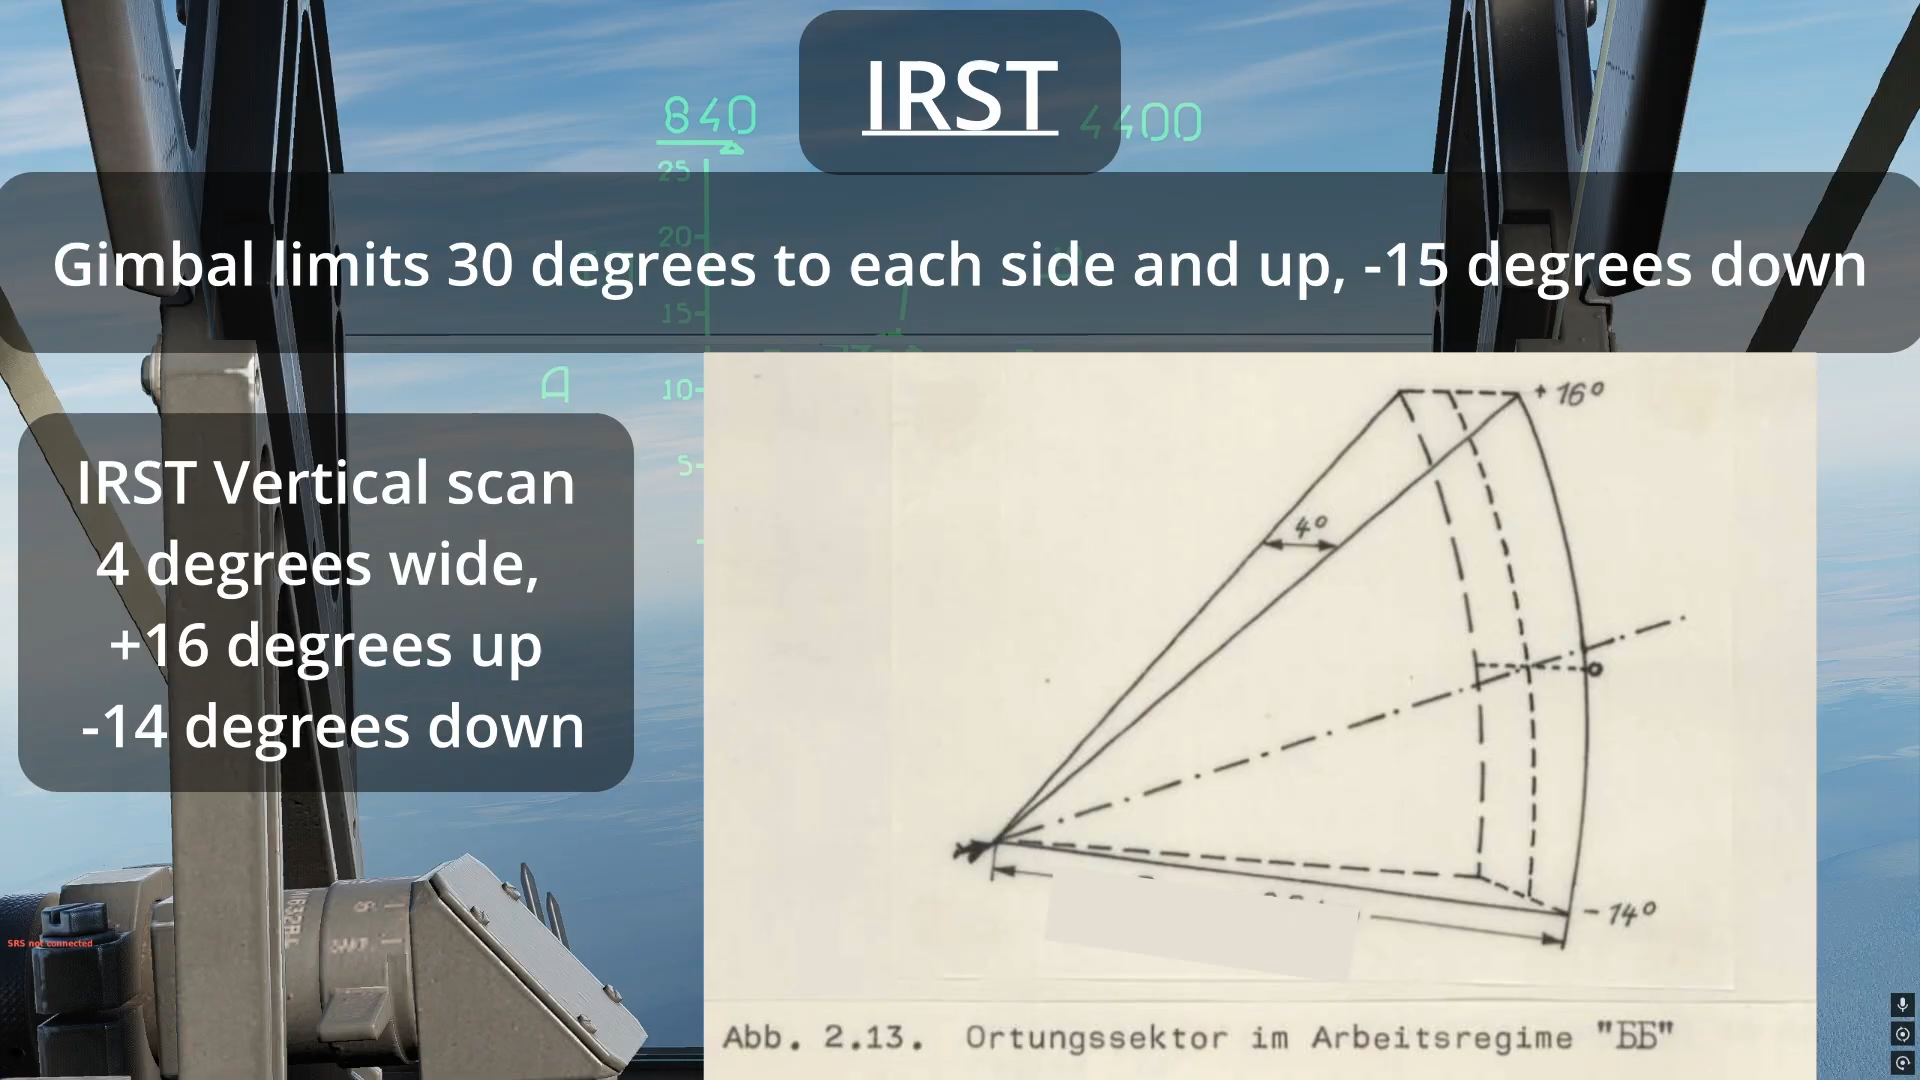 IRST
840
4400
25
Gimbal limits 30 degrees to each side and up, -15 degrees down
20
15
10
5
IRST Vertical scan
4 degrees wide,
+16 degrees up
-14 degrees down
+16°
4°
-14°
SRS not connected
Abb. 2.13. Ortungssektor im Arbeitsregime "ББ"